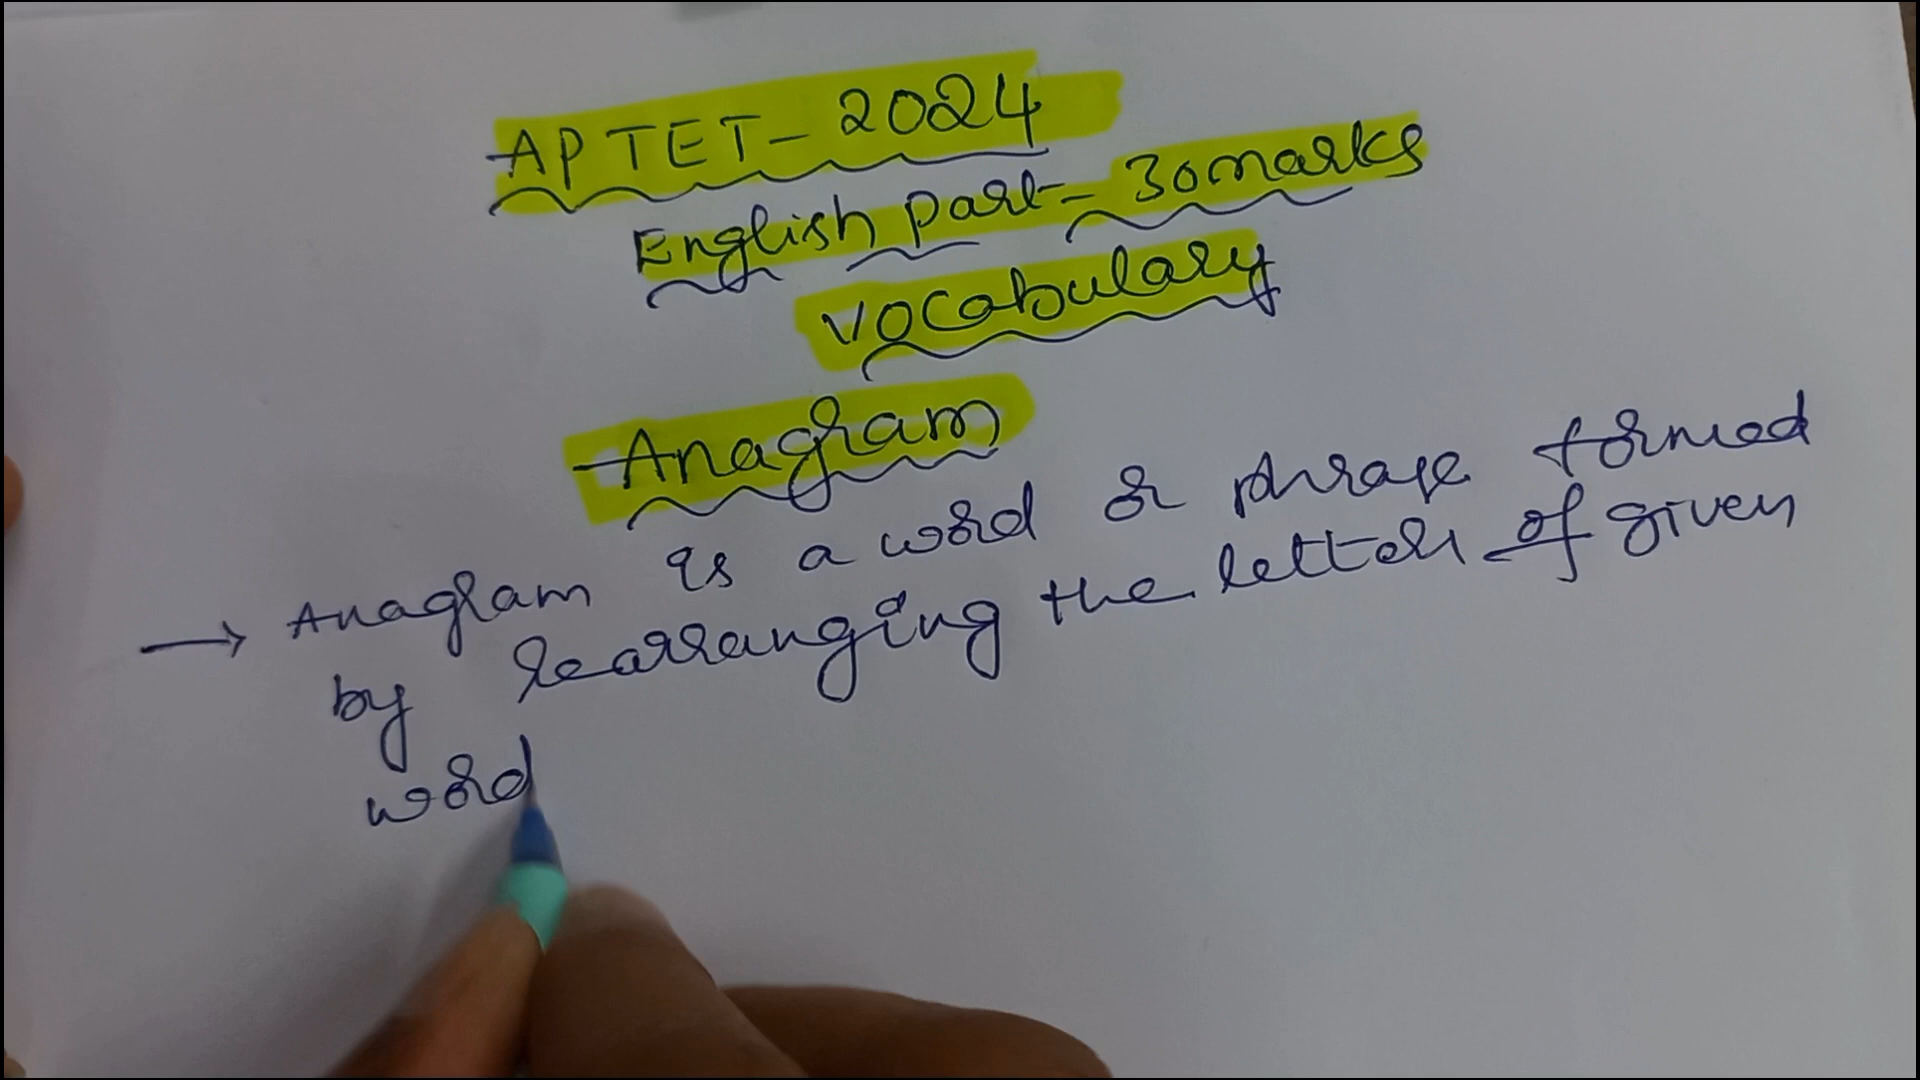 AP TET- 2024
English part - 30 marks
vocabulary
Anagram
→ Anagram is a word or phrase formed
by rearranging the letters of given
word